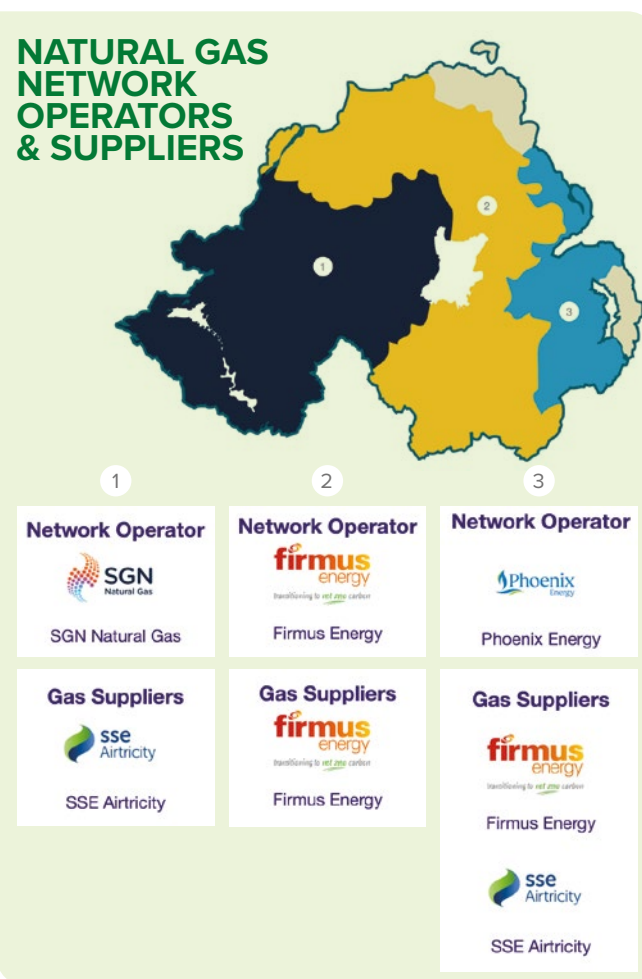 NATURAL GAS
NETWORK
OPERATORS
& SUPPLIERS
1
2
3
1
2
3
Network Operator
SGN
Natural Gas
SGN Natural Gas
Network Operator
firmus
energy
transitioning to net zero carbon
Firmus Energy
Network Operator
Phoenix
Energy
Phoenix Energy
Gas Suppliers
sse
Airtricity
SSE Airtricity
Gas Suppliers
firmus
energy
transitioning to net zero carbon
Firmus Energy
Gas Suppliers
firmus
energy
transitioning to net zero carbon
Firmus Energy
sse
Airtricity
SSE Airtricity